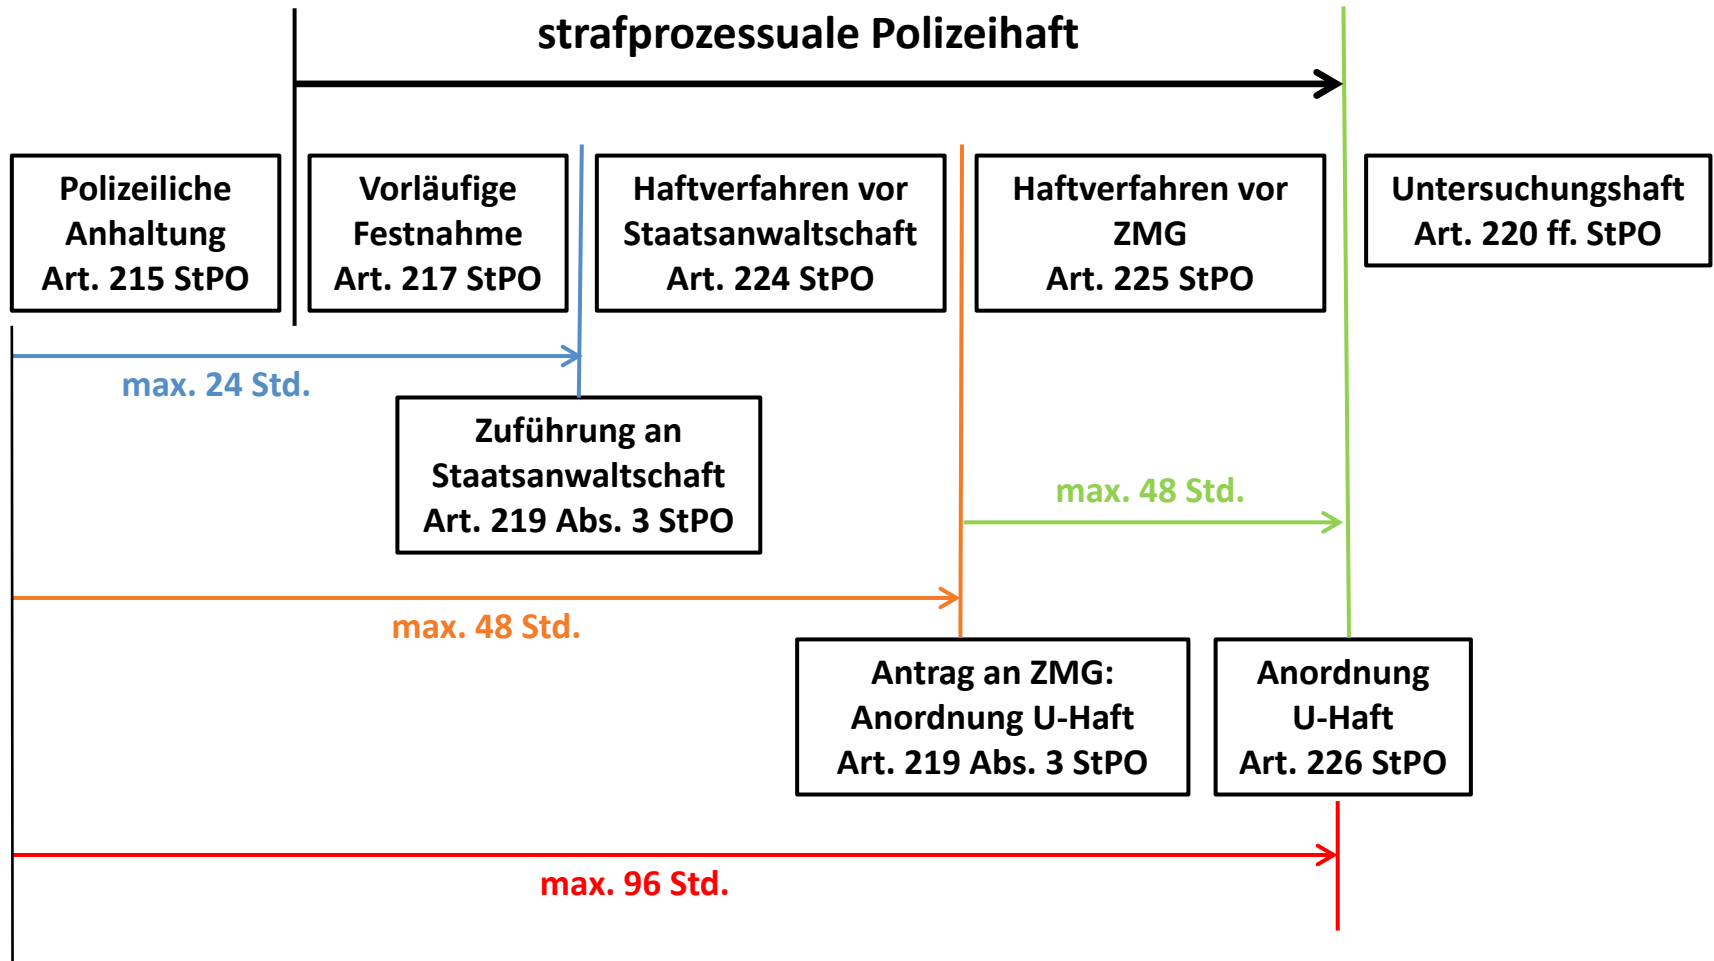 strafprozessuale Polizeihaft
Polizeiliche
Anhaltung
Art. 215 StPO
Vorläufige
Festnahme
Art. 217 StPO
Haftverfahren vor
Staatsanwaltschaft
Art. 224 StPO
Haftverfahren vor
ZMG
Art. 225 StPO
Untersuchungshaft
Art. 220 ff. StPO
max. 24 Std.
Zuführung an
Staatsanwaltschaft
Art. 219 Abs. 3 StPO
max. 48 Std.
max. 48 Std.
Antrag an ZMG:
Anordnung U-Haft
Art. 219 Abs. 3 StPO
Anordnung
U-Haft
Art. 226 StPO
max. 96 Std.